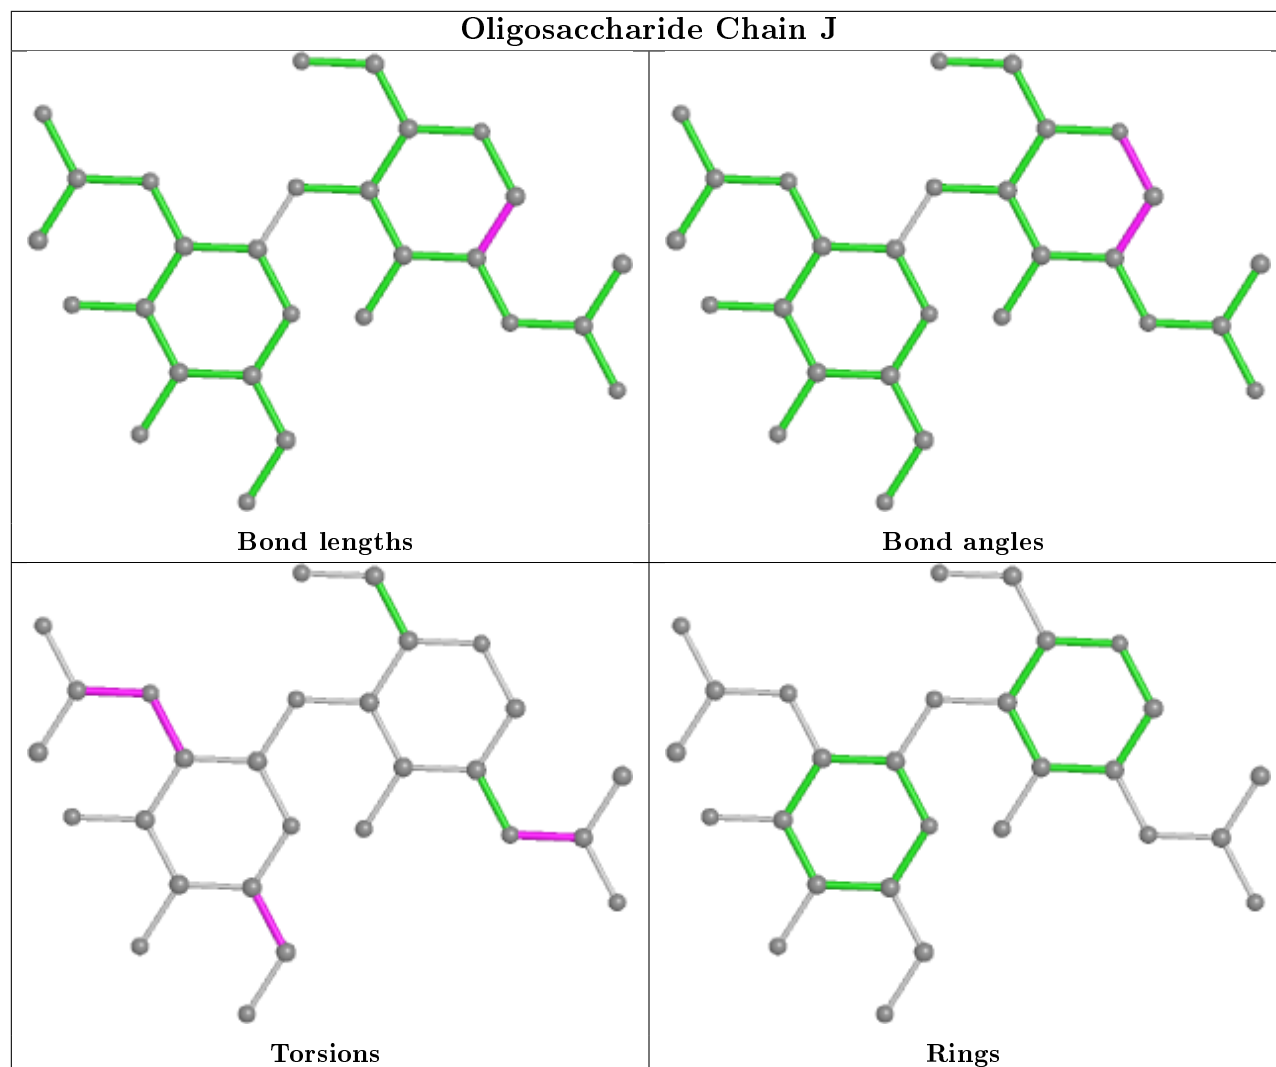 Oligosaccharide Chain J
Bond lengths
Bond angles
Torsions
Rings